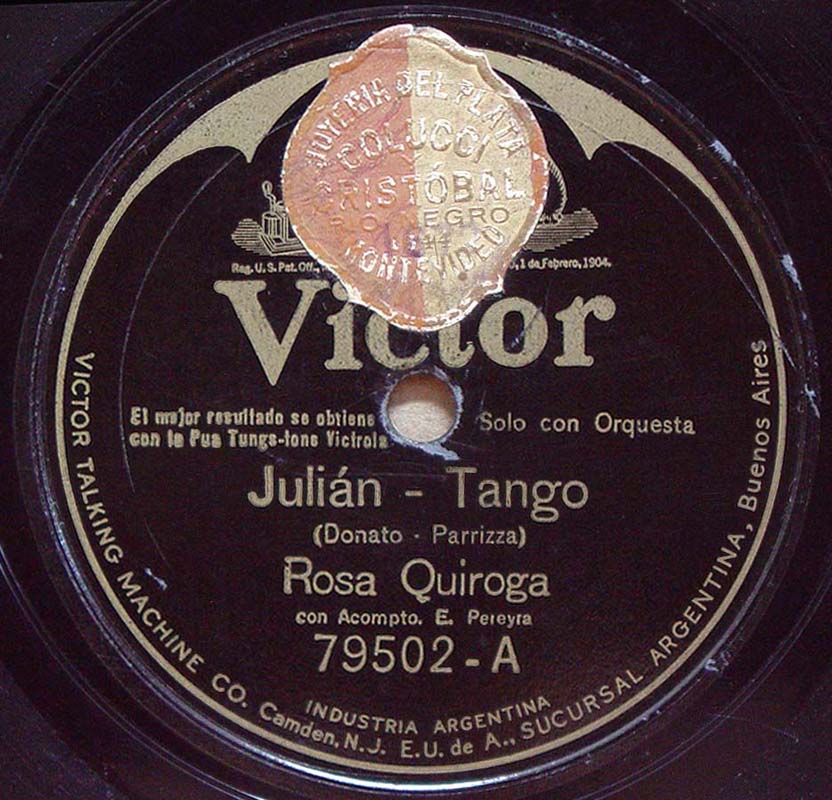 JOYERIA DEL PLATA
COLUCCI
CRISTÓBAL
RIO NEGRO
MONTEVIDEO
Reg. U.S. Pat. Off.,
1 de Febrero, 1904.
Victor
El major resultado se obtiene
con la Pua Tungs-tone Victrola
Solo con Orquesta
Julián - Tango
(Donato · Parrizza)
Rosa Quiroga
con Acompto. E. Pereyra
79502-A
INDUSTRIA ARGENTINA
VICTOR TALKING MACHINE CO. Camden, N.J. E.U. de A., SUCURSAL ARGENTINA, Buenos Aires